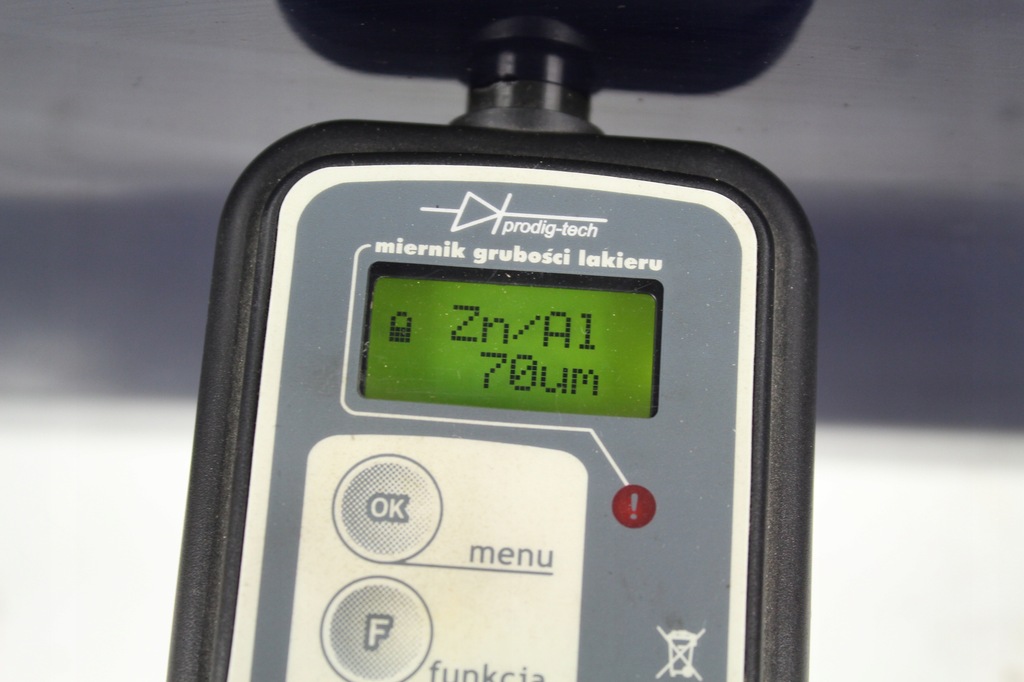 prodig-tech
miernik grubości lakieru
Zn/Al
70um
OK
menu
!
F
funkcja